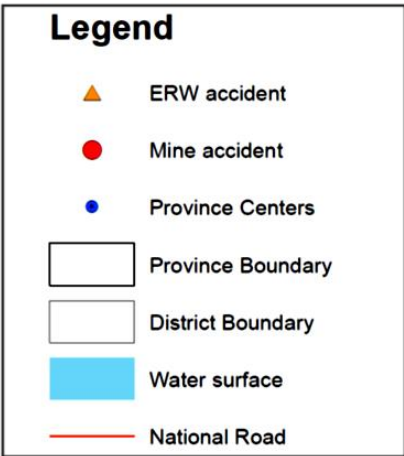 Legend
ERW accident
Mine accident
Province Centers
Province Boundary
District Boundary
Water surface
National Road